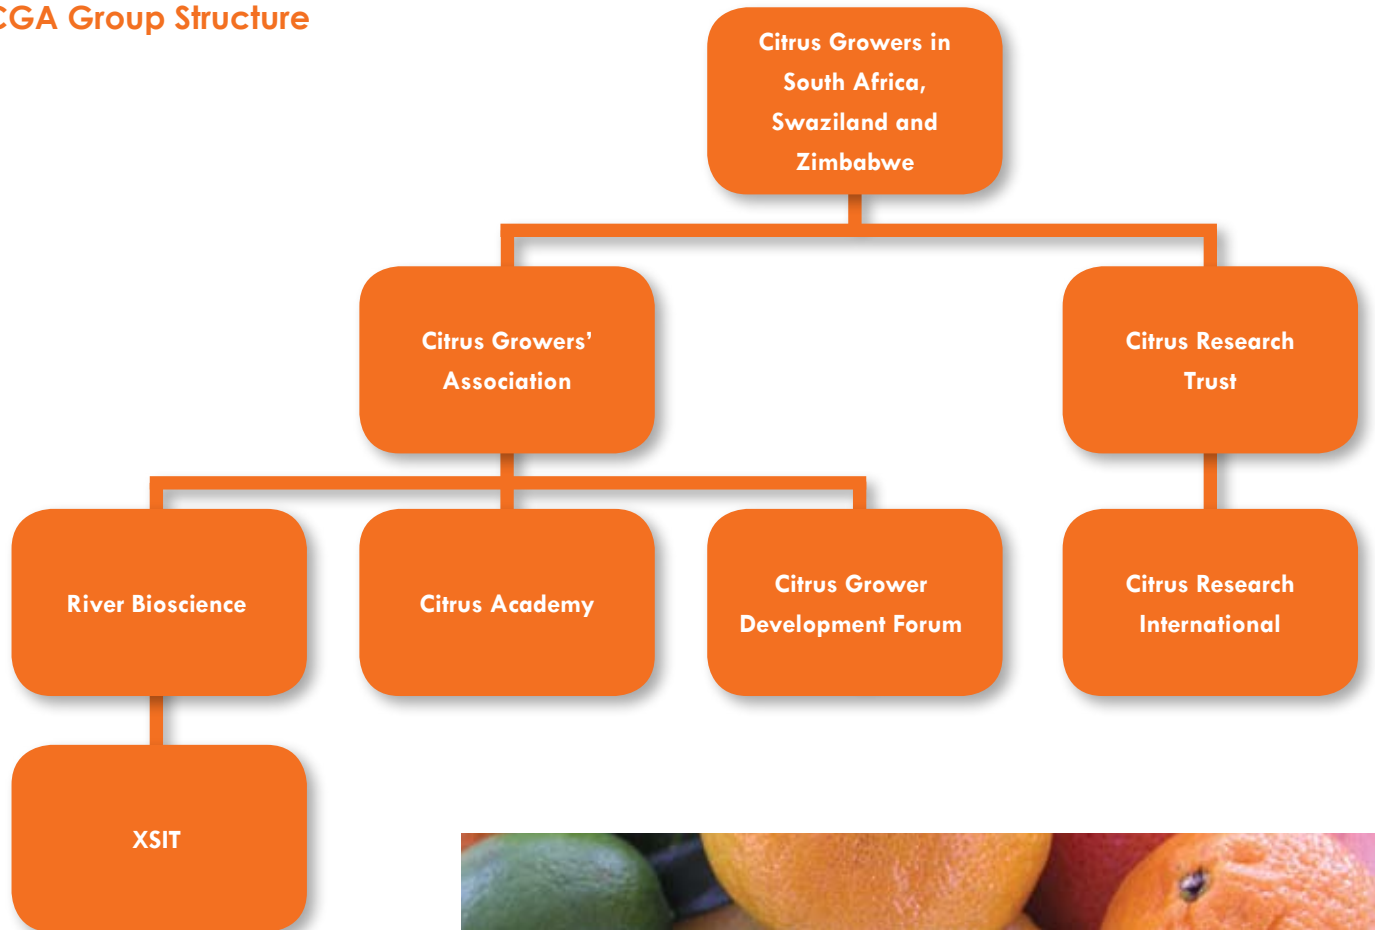 CGA Group Structure
Citrus Growers in
South Africa,
Swaziland and
Zimbabwe
Citrus Growers’
Association
Citrus Research
Trust
River Bioscience
Citrus Academy
Citrus Grower
Development Forum
Citrus Research
International
XSIT